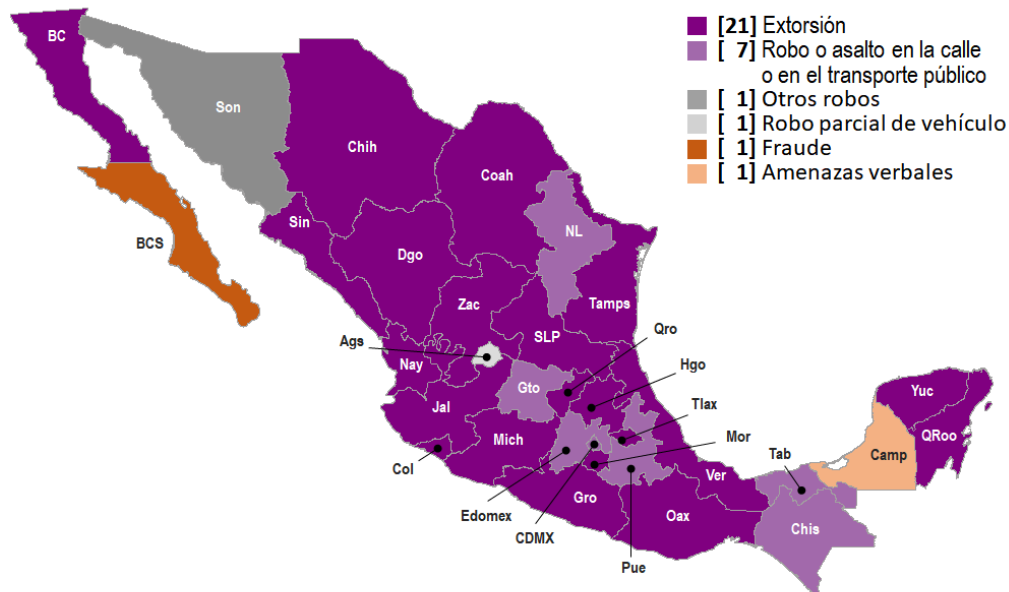 BC
[21] Extorsión
[ 7] Robo o asalto en la calle
o en el transporte público
[ 1] Otros robos
[ 1] Robo parcial de vehículo
[ 1] Fraude
[ 1] Amenazas verbales
Son
Chih
Coah
Sin
NL
BCS
Dgo
Zac
Tamps
Ags
SLP
Qro
Nay
Hgo
Gto
Yuc
Jal
Tlax
Mich
Mor
QRoo
Col
Tab
Camp
Ver
Gro
Edomex
Oax
Chis
CDMX
Pue